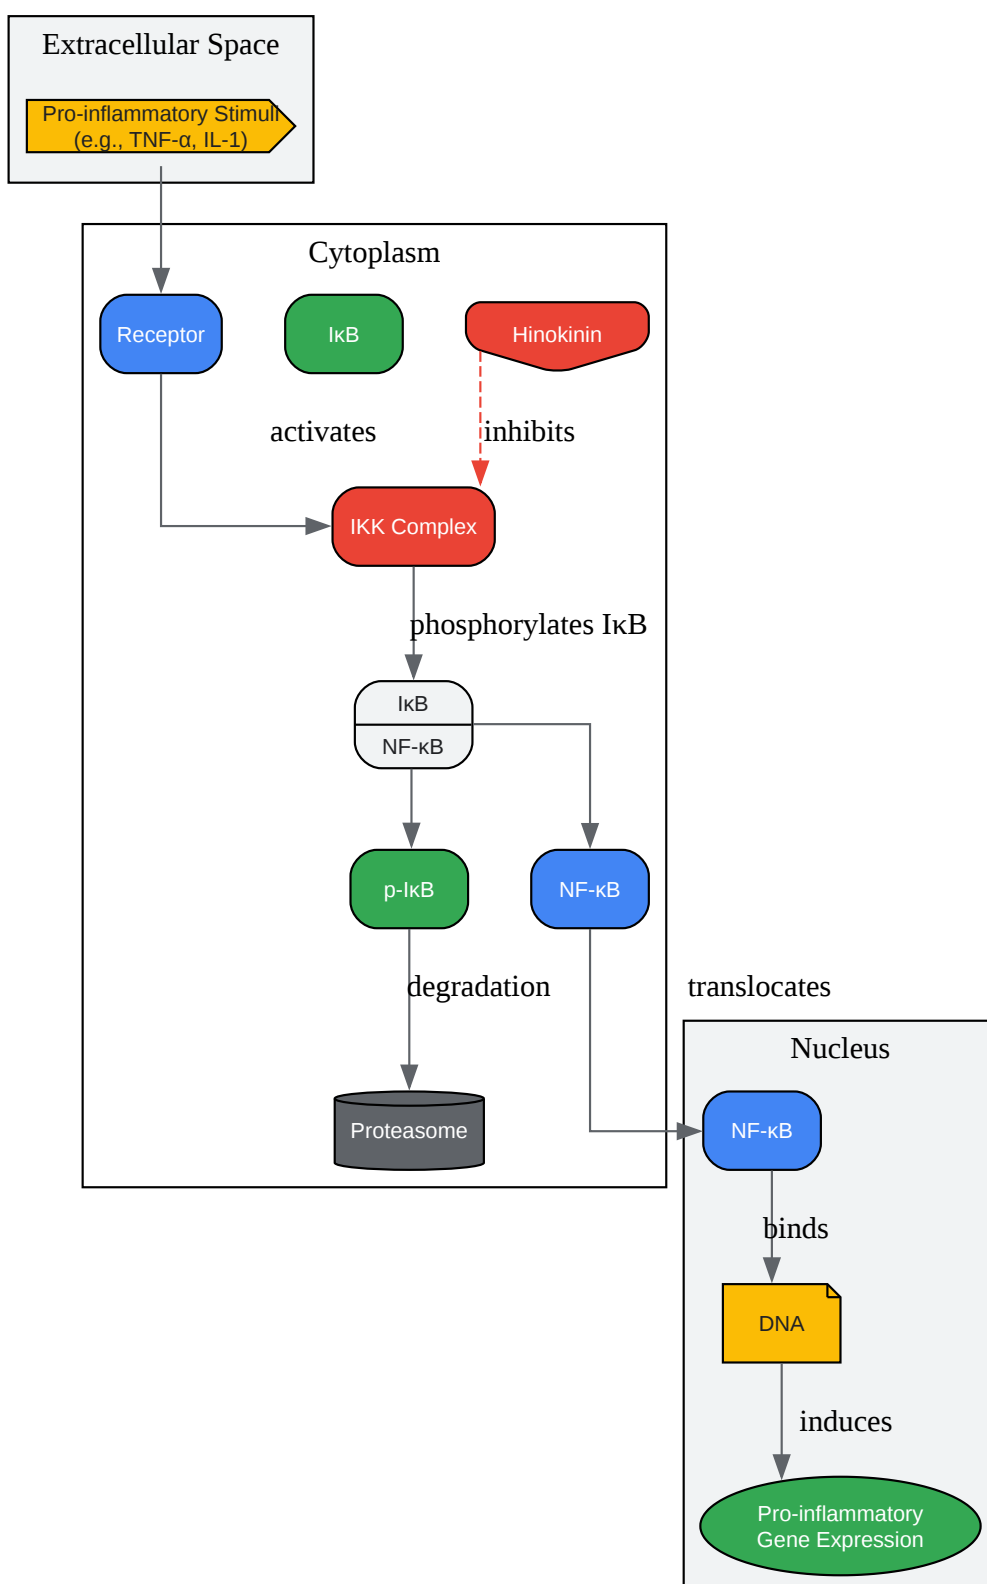 Extracellular Space
Pro-inflammatory Stimuli
(e.g., TNF-α, IL-1)
Cytoplasm
Receptor
IκB
Hinokinin
activates
inhibits
IKK Complex
phosphorylates IκB
IκB
NF-κB
p-IκB
NF-κB
degradation
translocates
Nucleus
Proteasome
NF-κB
binds
DNA
induces
Pro-inflammatory
Gene Expression